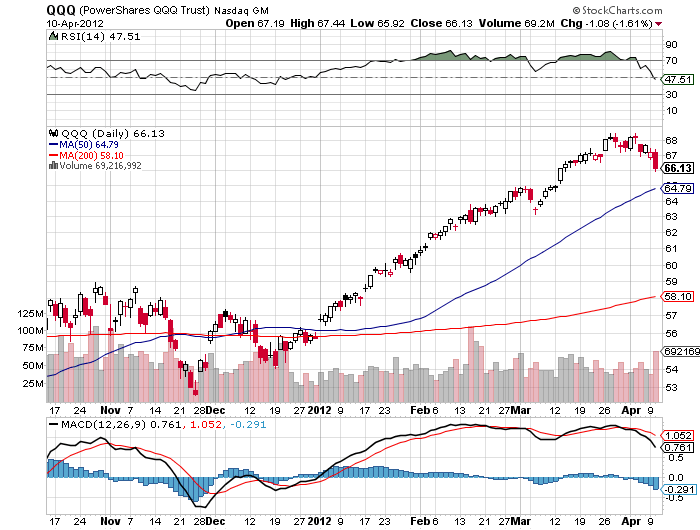 QQQ (PowerShares QQQ Trust) Nasdaq GM © StockCharts.com
10-Apr-2012 Open 67.19 High 67.44 Low 65.92 Close 66.13 Volume 69.2M Chg -1.08 (-1.61%)
RSI(14) 47.51
90
70
47.51
30
10
QQQ (Daily) 66.13
MA(50) 64.79
MA(200) 58.10
Volume 69,216,992
68
67
66.13
64.79
64
63
62
61
60
59
58.10
57
125M 56
100M
75M 692169
50M 54
25M 53
17 24 Nov 7 14 21 28 Dec 12 19 27 2012 9 17 23 Feb 6 13 21 27 Mar 12 19 26 Apr 9
MACD(12,26,9) 0.761, 1.052, -0.291
1.052
0.761
0.5
0.0
-0.291
-0.5
17 24 Nov 7 14 21 28 Dec 12 19 27 2012 9 17 23 Feb 6 13 21 27 Mar 12 19 26 Apr 9